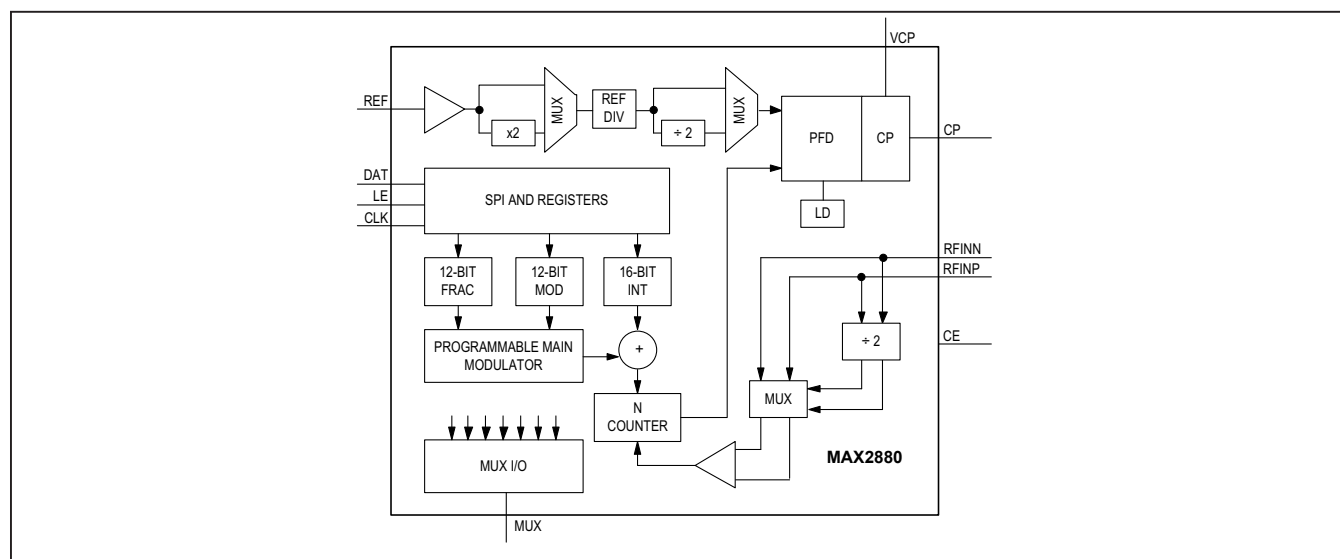 VCP
REF
x2
MUX
REF
DIV
÷ 2
MUX
PFD
CP
CP
LD
DAT
LE
CLK
SPI AND REGISTERS
12-BIT
FRAC
12-BIT
MOD
16-BIT
INT
PROGRAMMABLE MAIN
MODULATOR
+
N
COUNTER
RFINN
RFINP
÷ 2
CE
MUX
MAX2880
MUX I/O
MUX